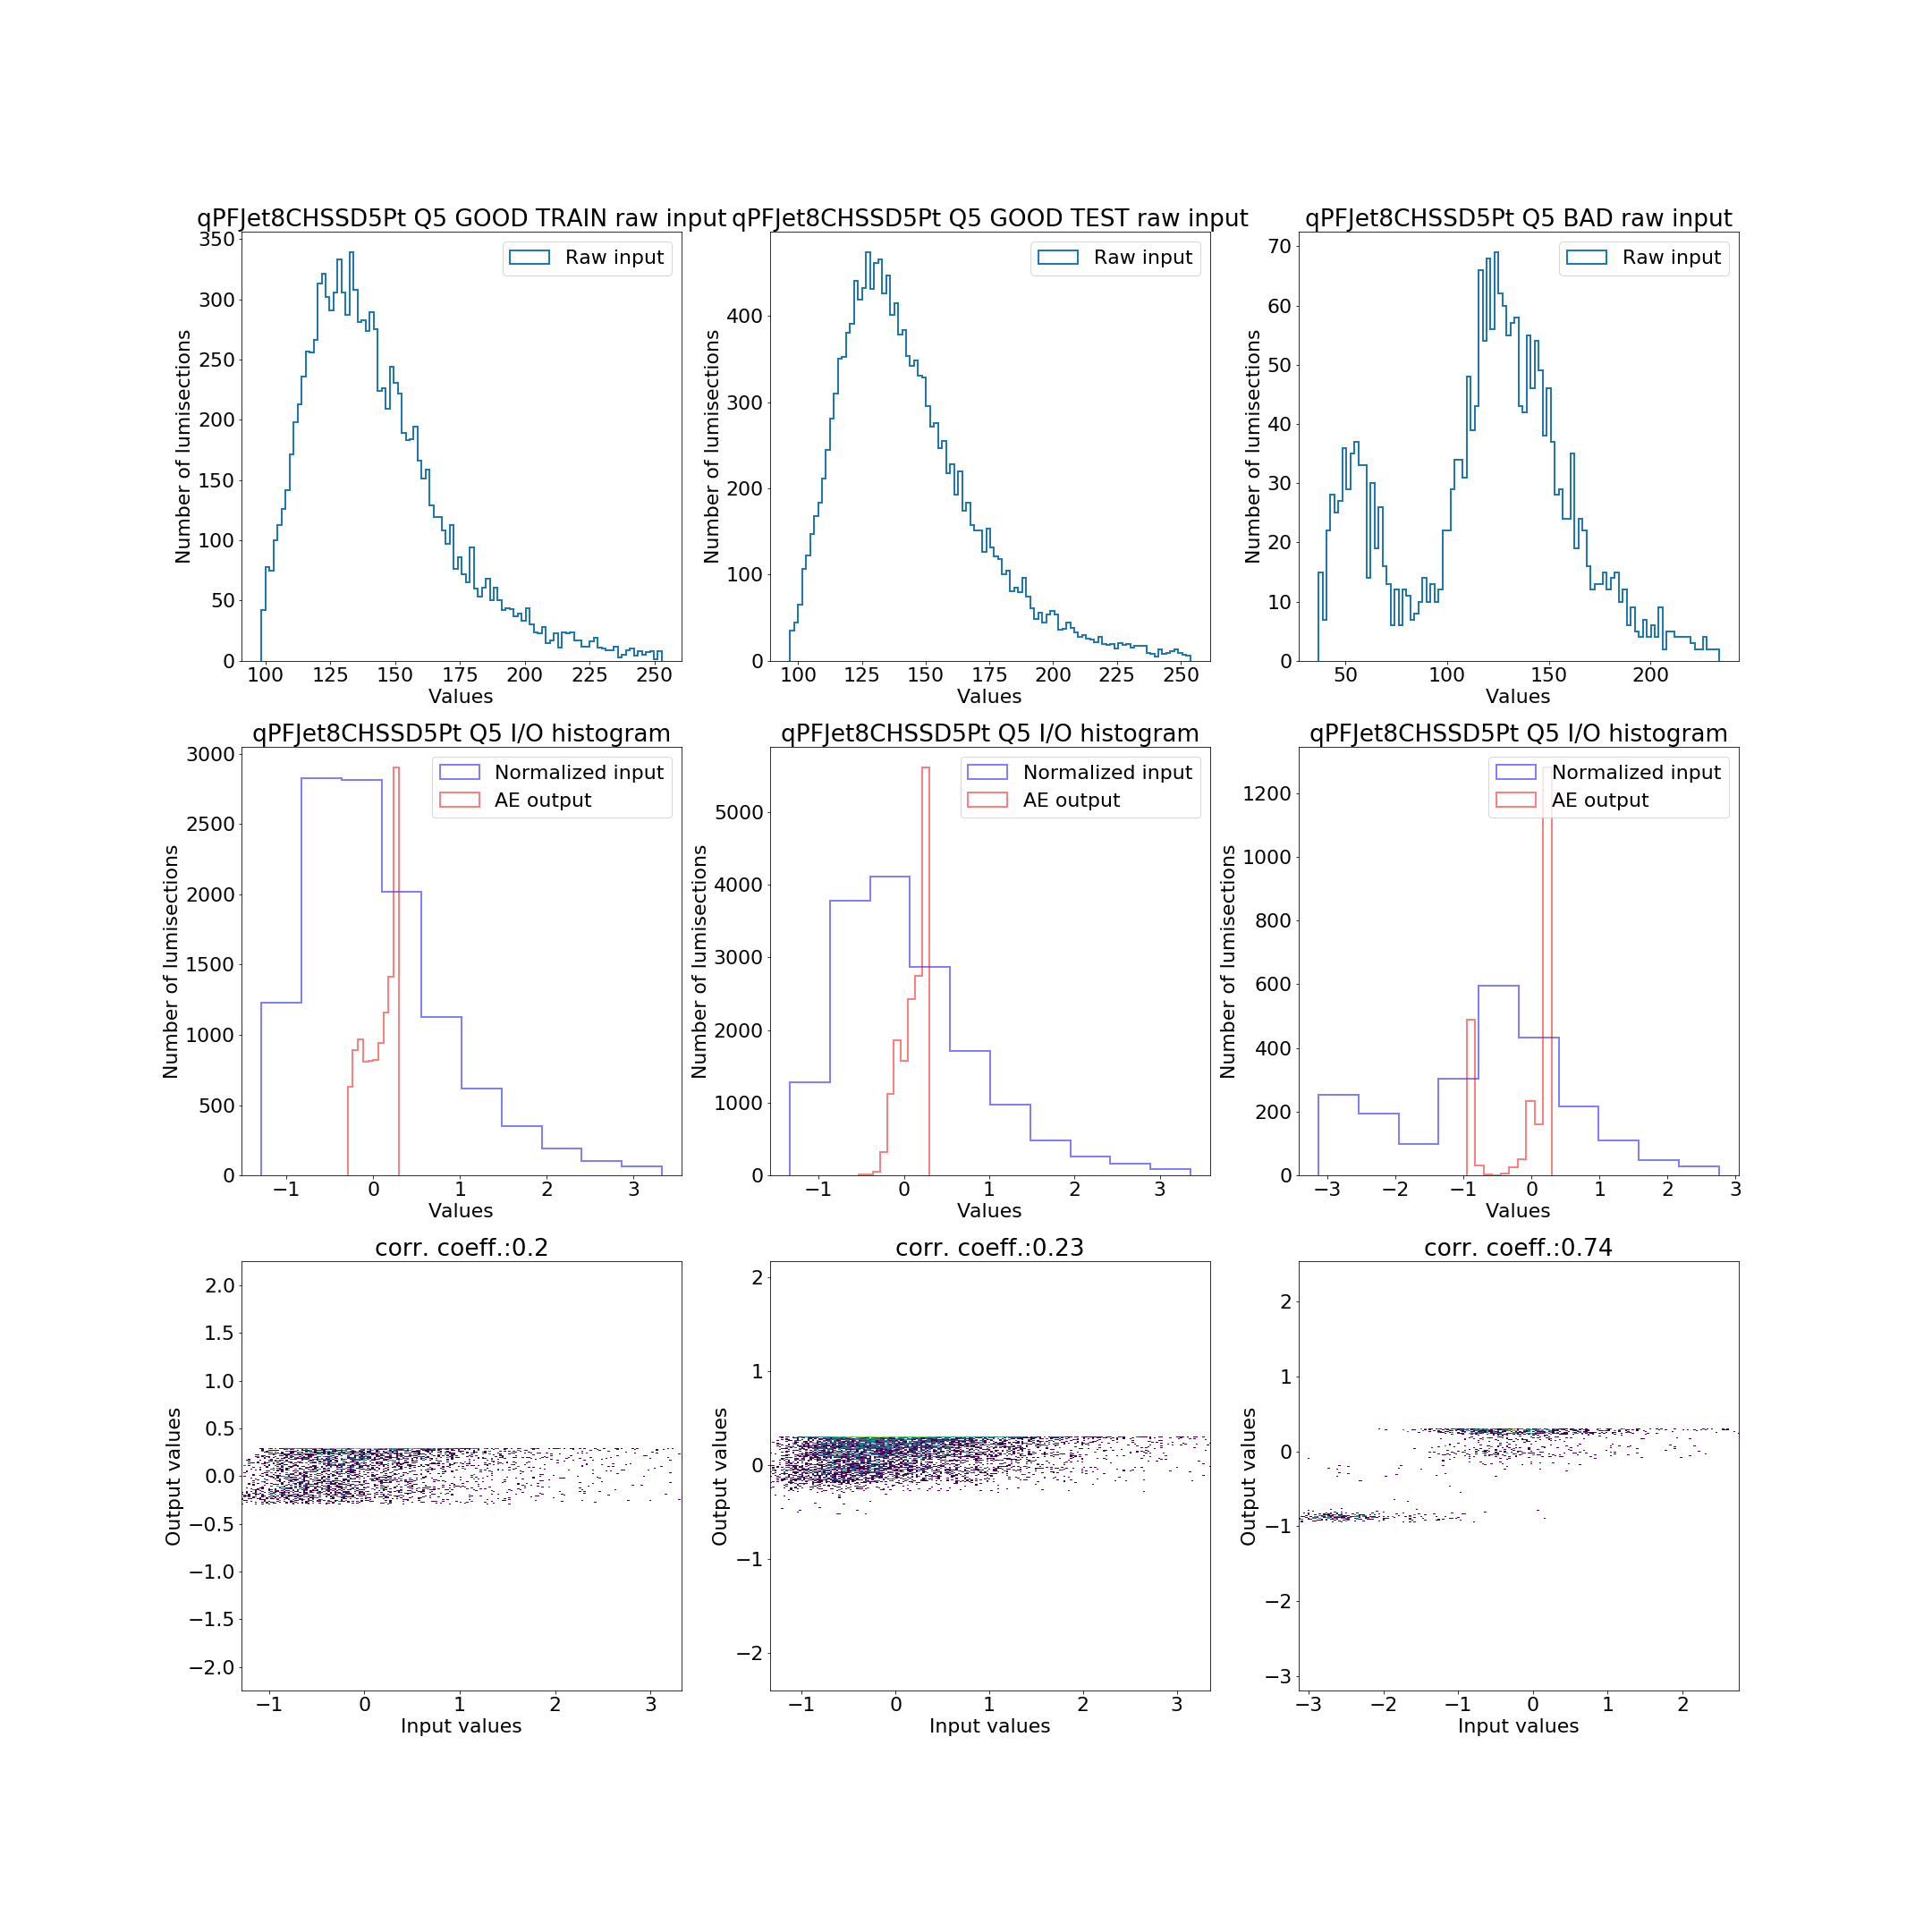 qPFJet8CHSSD5Pt Q5 GOOD TRAIN raw input
350
300
250
200
150
100
50
0
Number of lumisections
Raw input
100 125 150 175 200 225 250
Values
qPFJet8CHSSD5Pt Q5 GOOD TEST raw input
400
300
200
100
0
Number of lumisections
Raw input
100 125 150 175 200 225 250
Values
qPFJet8CHSSD5Pt Q5 BAD raw input
70
60
50
40
30
20
10
0
Number of lumisections
Raw input
50 100 150 200
Values
qPFJet8CHSSD5Pt Q5 I/O histogram
3000
2500
2000
1500
1000
500
0
Number of lumisections
Normalized input
AE output
−1 0 1 2 3
Values
qPFJet8CHSSD5Pt Q5 I/O histogram
5000
4000
3000
2000
1000
0
Number of lumisections
Normalized input
AE output
−1 0 1 2 3
Values
qPFJet8CHSSD5Pt Q5 I/O histogram
1200
1000
800
600
400
200
0
Number of lumisections
Normalized input
AE output
−3 −2 −1 0 1 2 3
Values
corr. coeff.:0.2
2.0
1.5
1.0
0.5
0.0
−0.5
−1.0
−1.5
−2.0
Output values
−1 0 1 2 3
Input values
corr. coeff.:0.23
2
1
0
−1
−2
Output values
−1 0 1 2 3
Input values
corr. coeff.:0.74
2
1
0
−1
−2
−3
Output values
−3 −2 −1 0 1 2
Input values